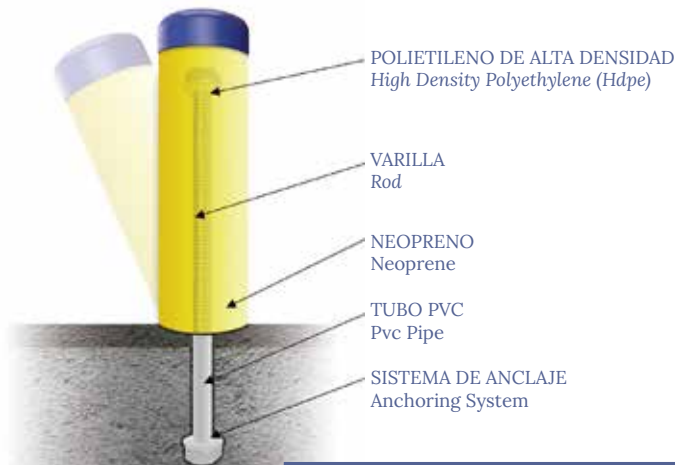 POLIETILENO DE ALTA DENSIDAD
High Density Polyethylene (Hdpe)
VARILLA
Rod
NEOPRENO
Neoprene
TUBO PVC
Pvc Pipe
SISTEMA DE ANCLAJE
Anchoring System